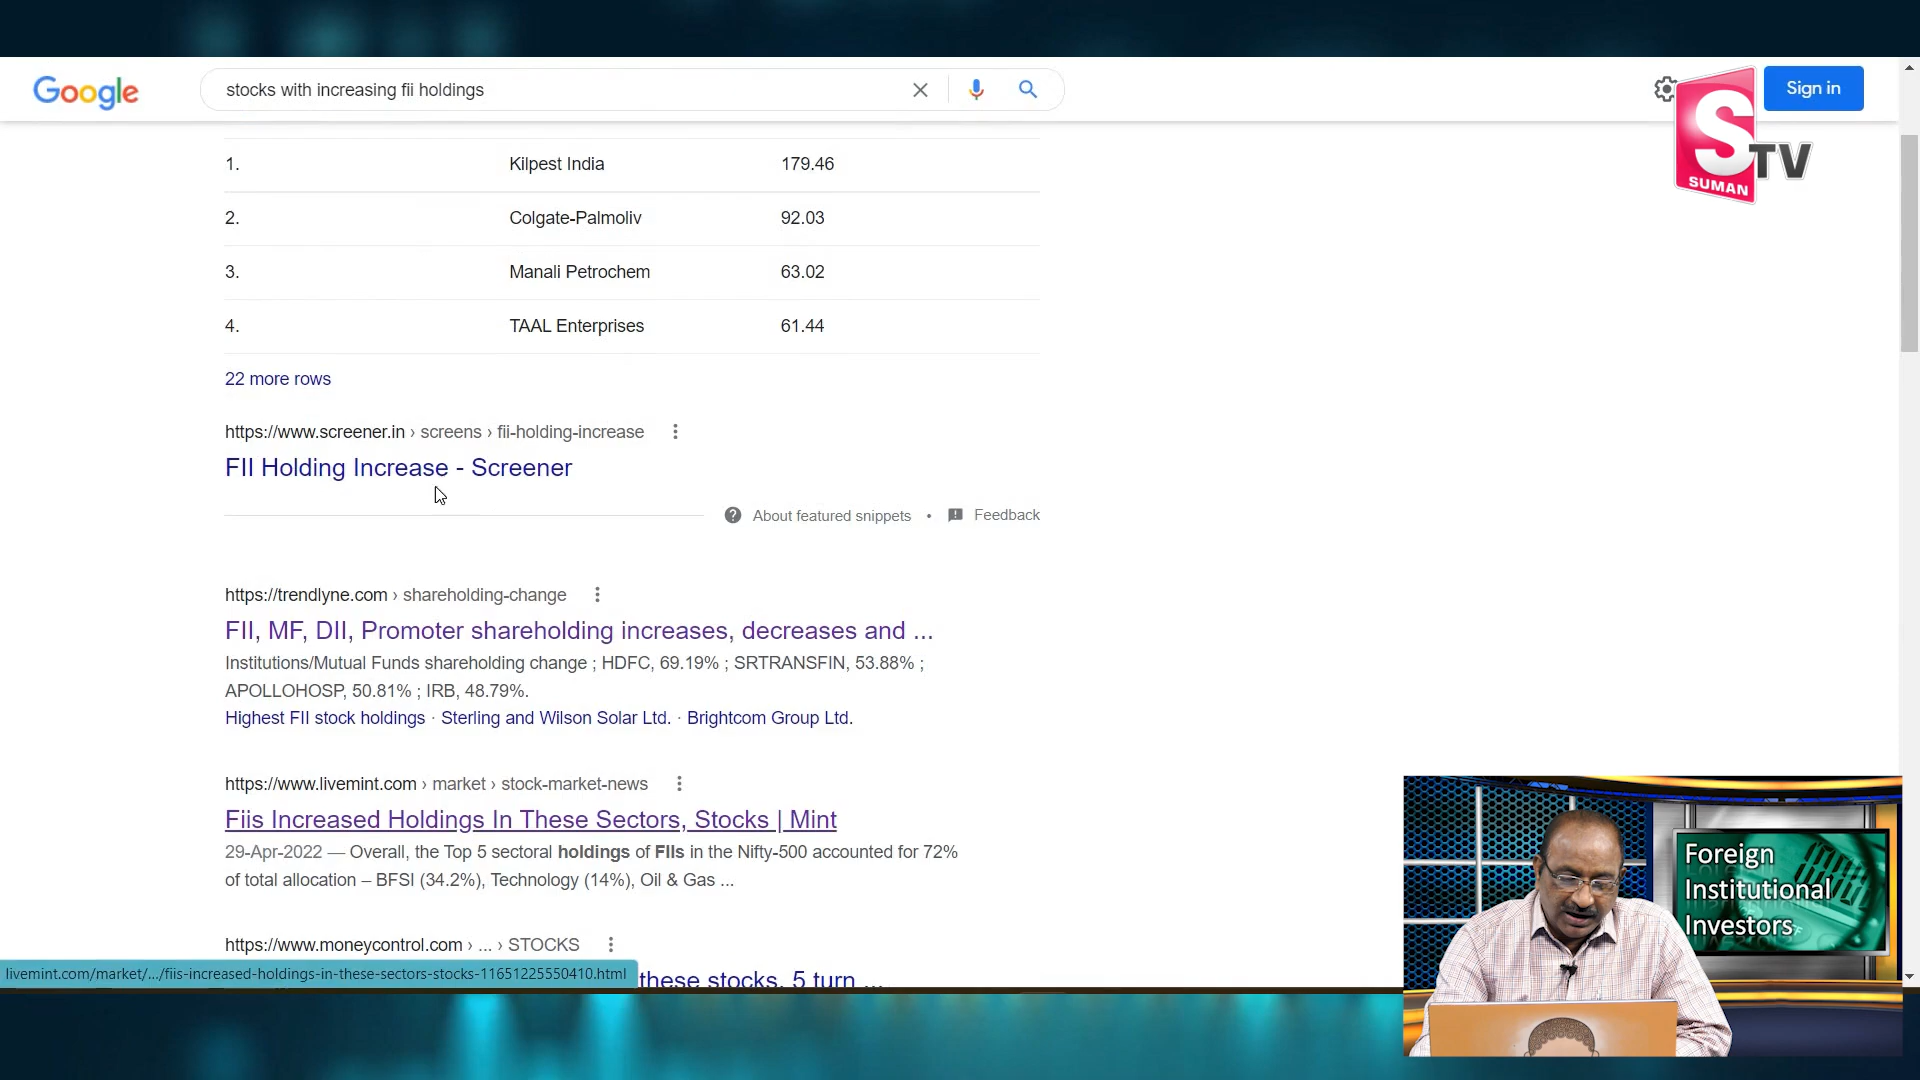 Google
stocks with increasing fii holdings
Sign in
S
TV
SUMAN
1. Kilpest India 179.46
2. Colgate-Palmoliv 92.03
3. Manali Petrochem 63.02
4. TAAL Enterprises 61.44
22 more rows
https://www.screener.in › screens › fii-holding-increase
FII Holding Increase - Screener
About featured snippets • Feedback
https://trendlyne.com › shareholding-change
FII, MF, DII, Promoter shareholding increases, decreases and ...
Institutions/Mutual Funds shareholding change ; HDFC, 69.19% ; SRTRANSFIN, 53.88% ;
APOLLOHOSP, 50.81% ; IRB, 48.79%.
Highest FII stock holdings · Sterling and Wilson Solar Ltd. · Brightcom Group Ltd.
https://www.livemint.com › market › stock-market-news
Fiis Increased Holdings In These Sectors, Stocks | Mint
29-Apr-2022 — Overall, the Top 5 sectoral holdings of FIIs in the Nifty-500 accounted for 72%
of total allocation – BFSI (34.2%), Technology (14%), Oil & Gas ...
https://www.moneycontrol.com › ... › STOCKS
these stocks, 5 turn ...
livemint.com/market/.../fiis-increased-holdings-in-these-sectors-stocks-11651225550410.html
Foreign
Institutional
Investors